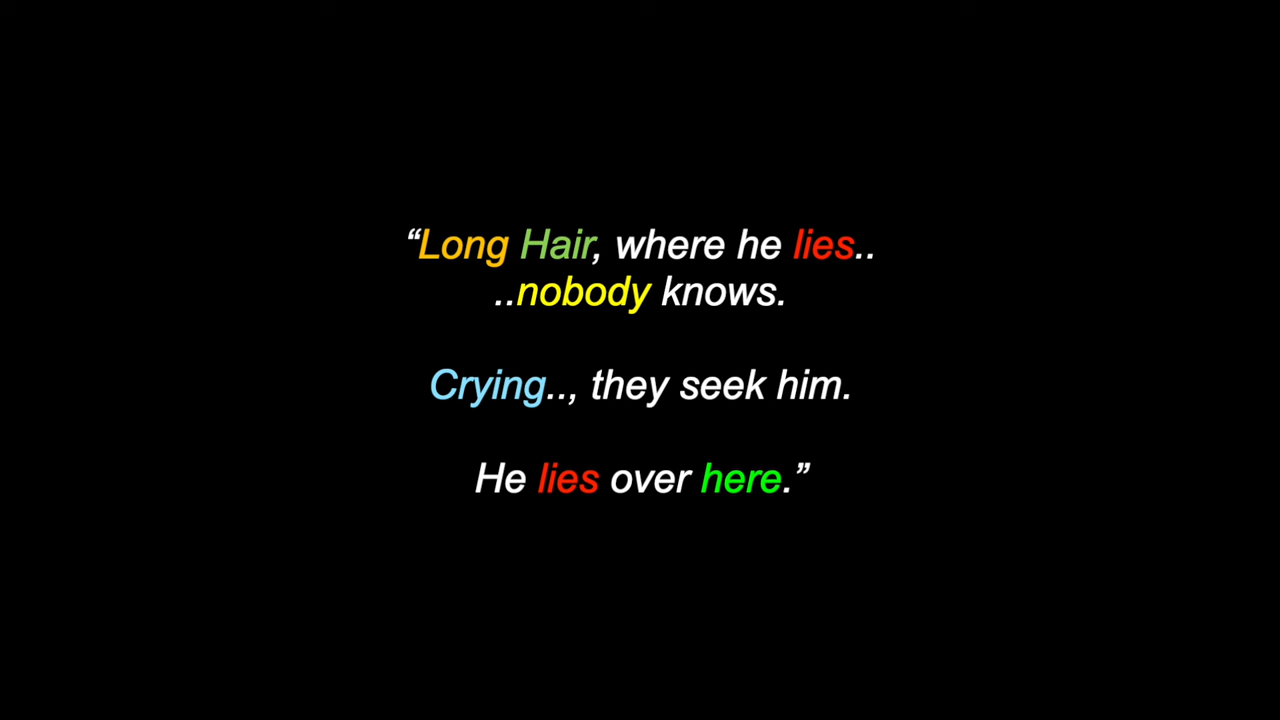 “Long Hair, where he lies..
..nobody knows.
Crying.., they seek him.
He lies over here.”